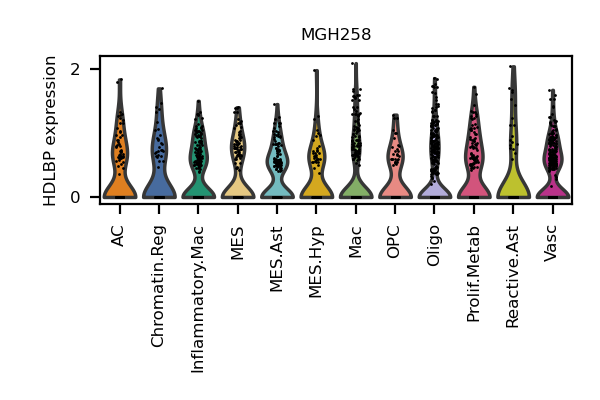 MGH258
HDLBP expression
2
0
AC
Chromatin.Reg
Inflammatory.Mac
MES
MES.Ast
MES.Hyp
Mac
OPC
Oligo
Prolif.Metab
Reactive.Ast
Vasc